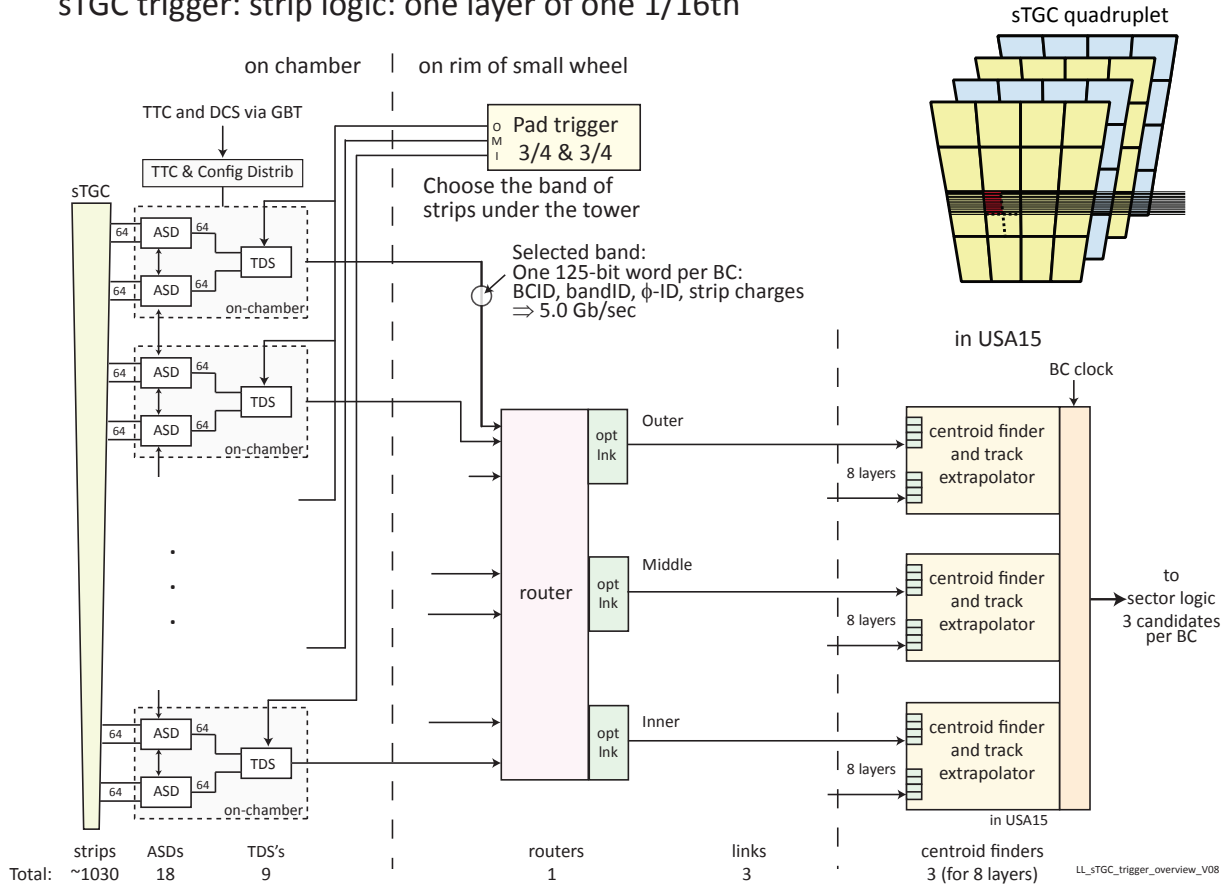 sTGC trigger: strip logic: one layer of one 1/16th
sTGC quadruplet
on chamber
on rim of small wheel
TTC and DCS via GBT
TTC & Config Distrib
O
M
I
Pad trigger
3/4 & 3/4
Choose the band of
strips under the tower
sTGC
64
ASD
64
TDS
64
ASD
64
on-chamber
Selected band:
One 125-bit word per BC:
BCID, bandID, ϕ-ID, strip charges
⇒ 5.0 Gb/sec
64
ASD
64
TDS
64
ASD
64
on-chamber
in USA15
BC clock
router
opt
lnk
Outer
8 layers
centroid finder
and track
extrapolator
opt
lnk
Middle
8 layers
centroid finder
and track
extrapolator
to
sector logic
3 candidates
per BC
64
ASD
64
TDS
64
ASD
64
on-chamber
opt
lnk
Inner
8 layers
centroid finder
and track
extrapolator
in USA15
strips ASDs TDS's routers links centroid finders
Total: ~1030 18 9 1 3 3 (for 8 layers)
LL_sTGC_trigger_overview_V08